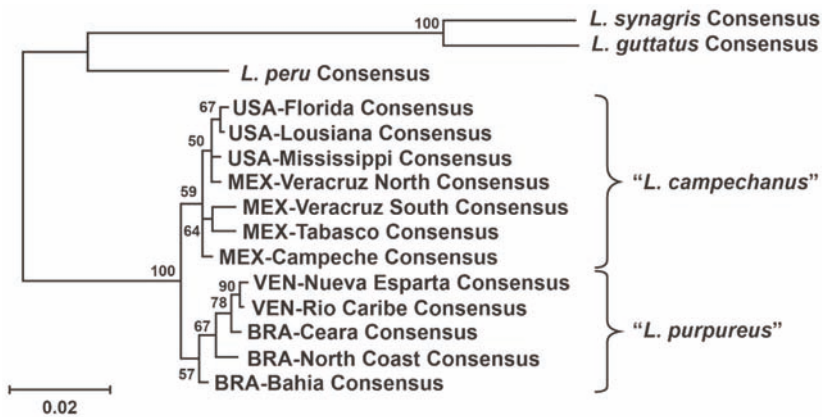 100
L. synagris Consensus
L. guttatus Consensus
L. peru Consensus
67
USA-Florida Consensus
USA-Lousiana Consensus
50
USA-Mississippi Consensus
MEX-Veracruz North Consensus
"L. campechanus"
59
MEX-Veracruz South Consensus
64
MEX-Tabasco Consensus
MEX-Campeche Consensus
100
90
VEN-Nueva Esparta Consensus
78
VEN-Rio Caribe Consensus
67
BRA-Ceara Consensus
"L. purpureus"
BRA-North Coast Consensus
57
BRA-Bahia Consensus
0.02